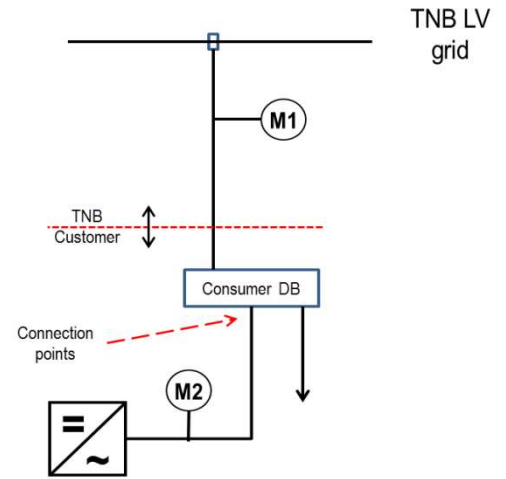 TNB LV
grid
M1
TNB
Customer
Consumer DB
Connection
points
M2
=
~